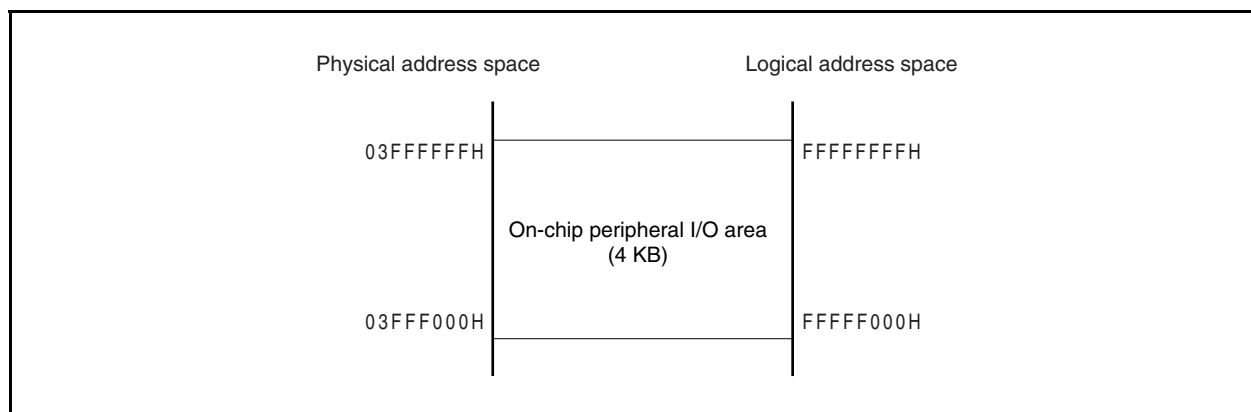 Physical address space
Logical address space
03FFFFFFH
FFFFFFFFH
On-chip peripheral I/O area
(4 KB)
03FFF000H
FFFFF000H